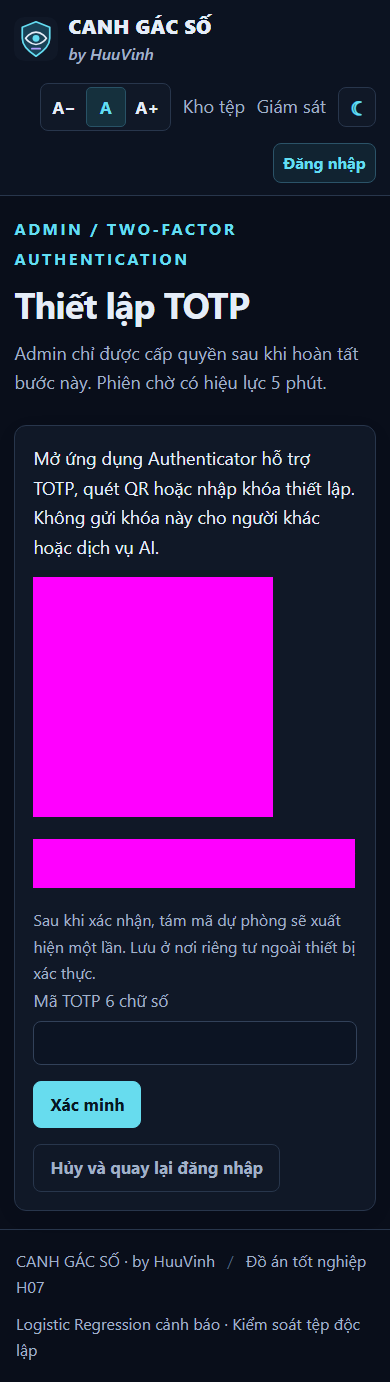 CANH GÁC SỐ
by HuuVinh
A− A A+ Kho tệp Giám sát
Đăng nhập
ADMIN / TWO-FACTOR
AUTHENTICATION
Thiết lập TOTP
Admin chỉ được cấp quyền sau khi hoàn tất
bước này. Phiên chờ có hiệu lực 5 phút.
Mở ứng dụng Authenticator hỗ trợ
TOTP, quét QR hoặc nhập khóa thiết lập.
Không gửi khóa này cho người khác
hoặc dịch vụ AI.
Sau khi xác nhận, tám mã dự phòng sẽ xuất
hiện một lần. Lưu ở nơi riêng tư ngoài thiết bị
xác thực.
Mã TOTP 6 chữ số
Xác minh
Hủy và quay lại đăng nhập
CANH GÁC SỐ · by HuuVinh / Đồ án tốt nghiệp
H07
Logistic Regression cảnh báo · Kiểm soát tệp độc
lập